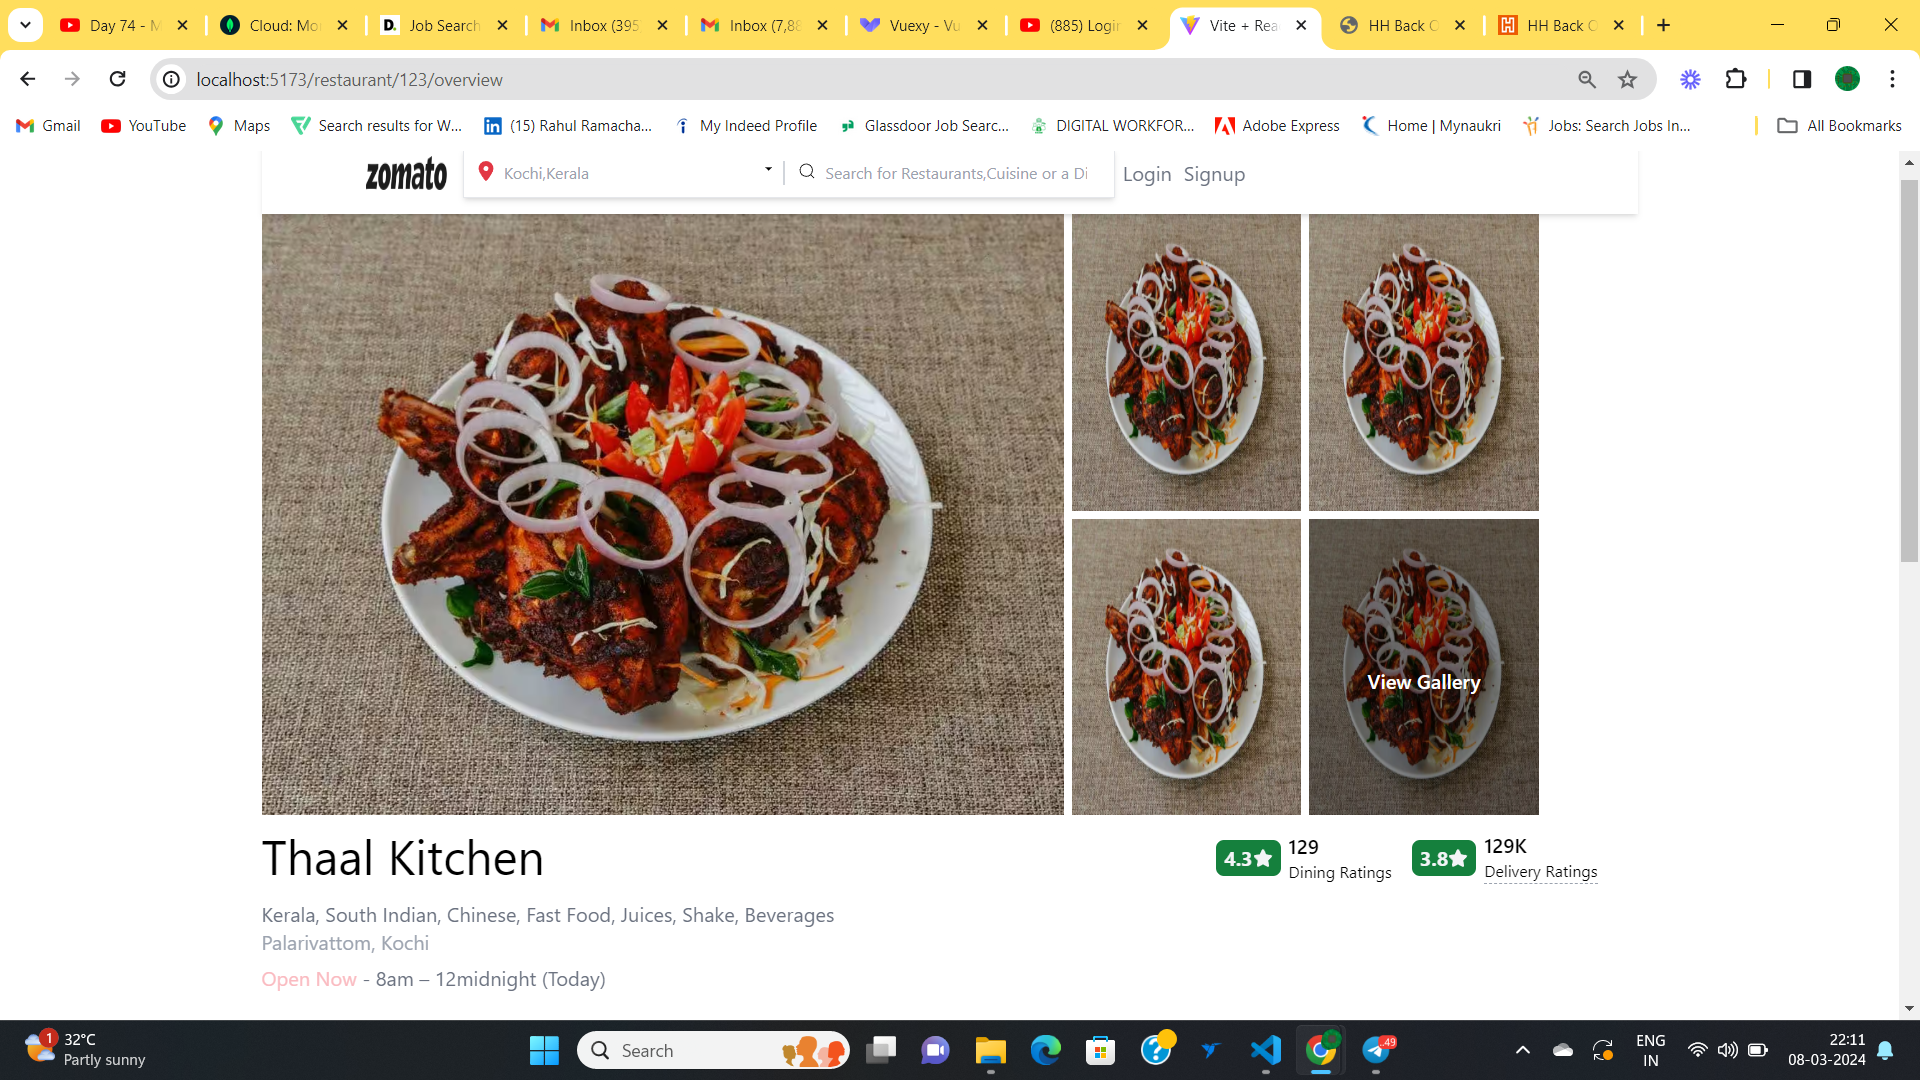 Day 74 - M
Cloud: Mo
Job Search
Inbox (395
Inbox (7,88
Vuexy - Vu
(885) Login
Vite + Rea
HH Back O
HH Back O
localhost:5173/restaurant/123/overview
Gmail
YouTube
Maps
Search results for W...
(15) Rahul Ramacha...
My Indeed Profile
Glassdoor Job Searc...
DIGITAL WORKFOR...
Adobe Express
Home | Mynaukri
Jobs: Search Jobs In...
All Bookmarks
zomato
Kochi,Kerala
Search for Restaurants,Cuisine or a Di
Login
Signup
View Gallery
Thaal Kitchen
4.3
129
Dining Ratings
3.8
129K
Delivery Ratings
Kerala, South Indian, Chinese, Fast Food, Juices, Shake, Beverages
Palarivattom, Kochi
Open Now - 8am – 12midnight (Today)
1
32°C
Partly sunny
Search
.49
ENG
IN
22:11
08-03-2024